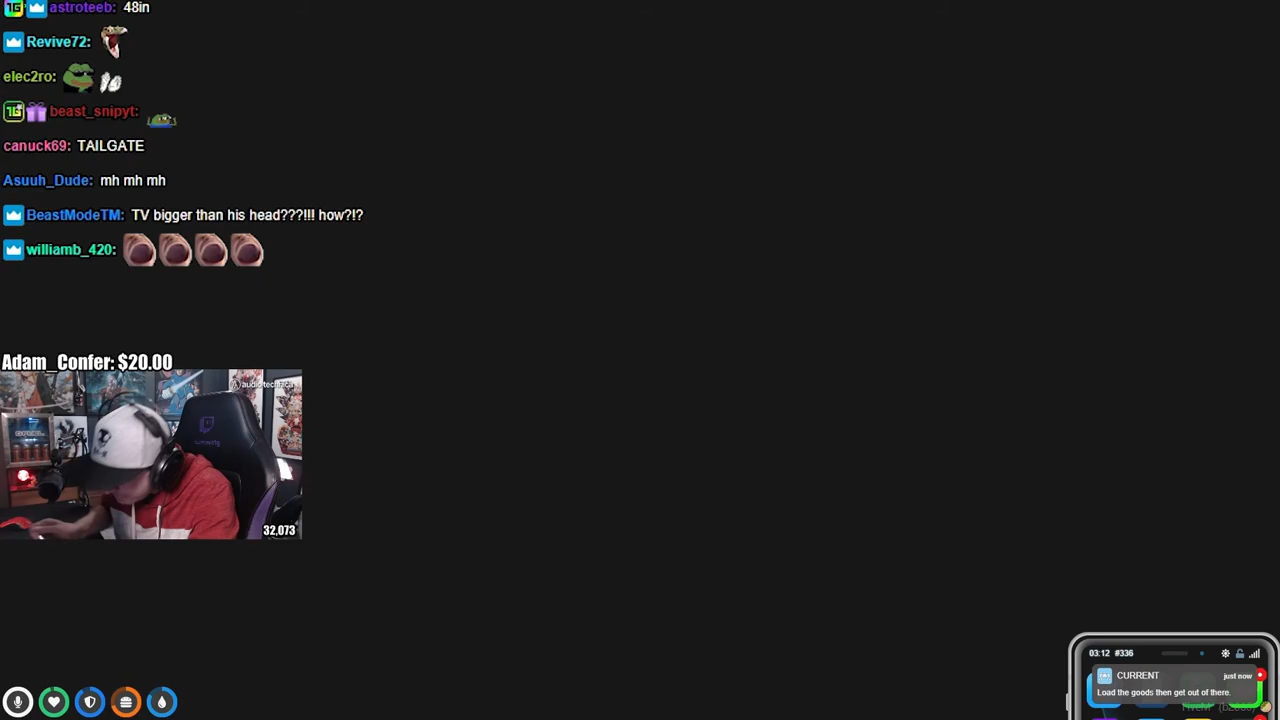 astroteeb: 48in
Revive72:
elec2ro:
beast_snipyt:
canuck69: TAILGATE
Asuuh_Dude: mh mh mh
BeastModeTM: TV bigger than his head???!!! how?!?
williamb_420:
Adam_Confer: $20.00
audio-technica
32,073
03:12 #336
CURRENT just now
Load the goods then get out of there.